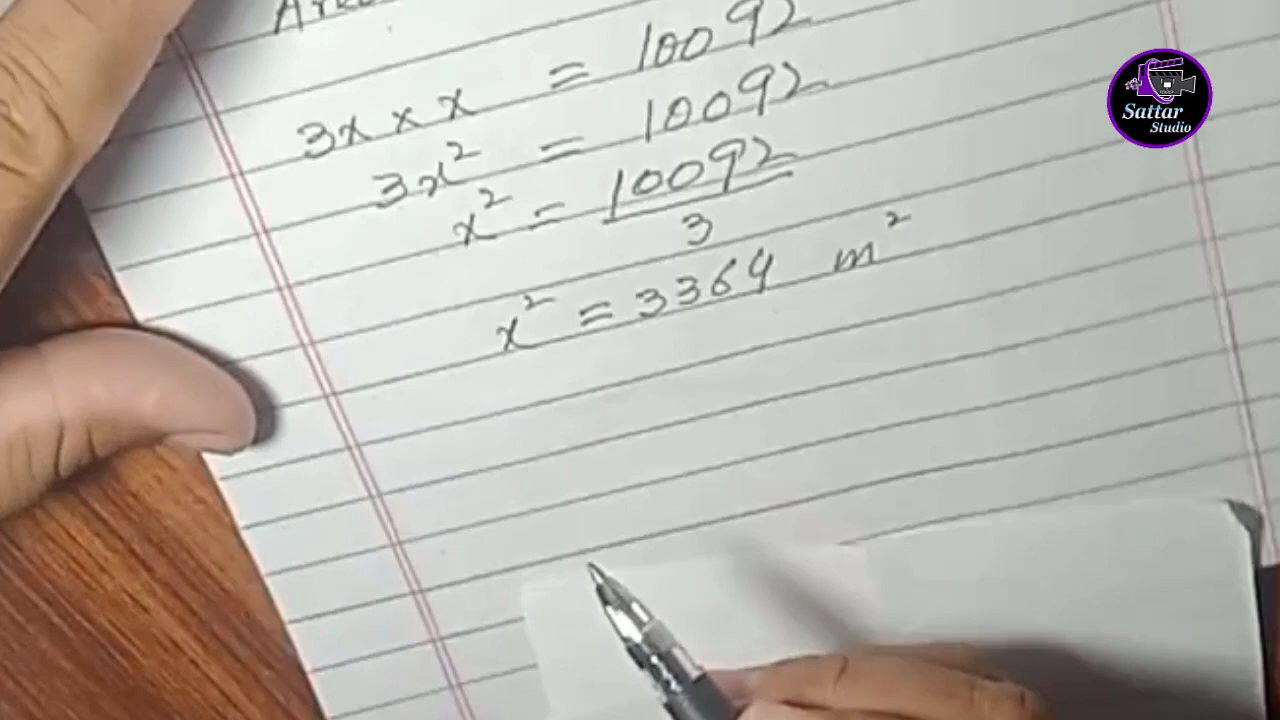 3x × x = 10092
3x² = 10092
x² = 10092/3
x² = 3364 m²
Sattar
Studio